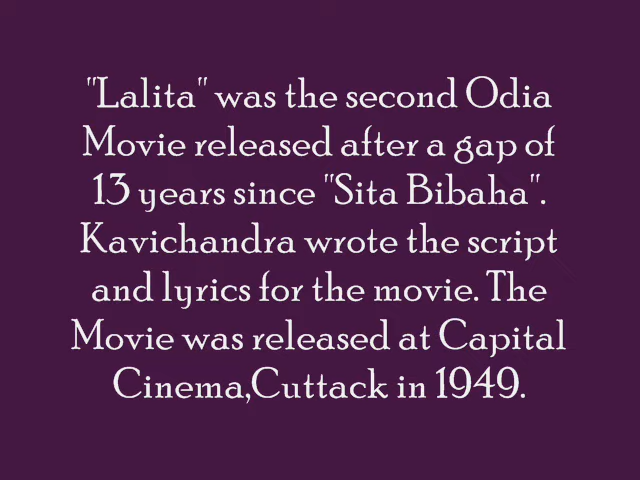 "Lalita" was the second Odia
Movie released after a gap of
13 years since "Sita Bibaha".
Kavichandra wrote the script
and lyrics for the movie. The
Movie was released at Capital
Cinema,Cuttack in 1949.